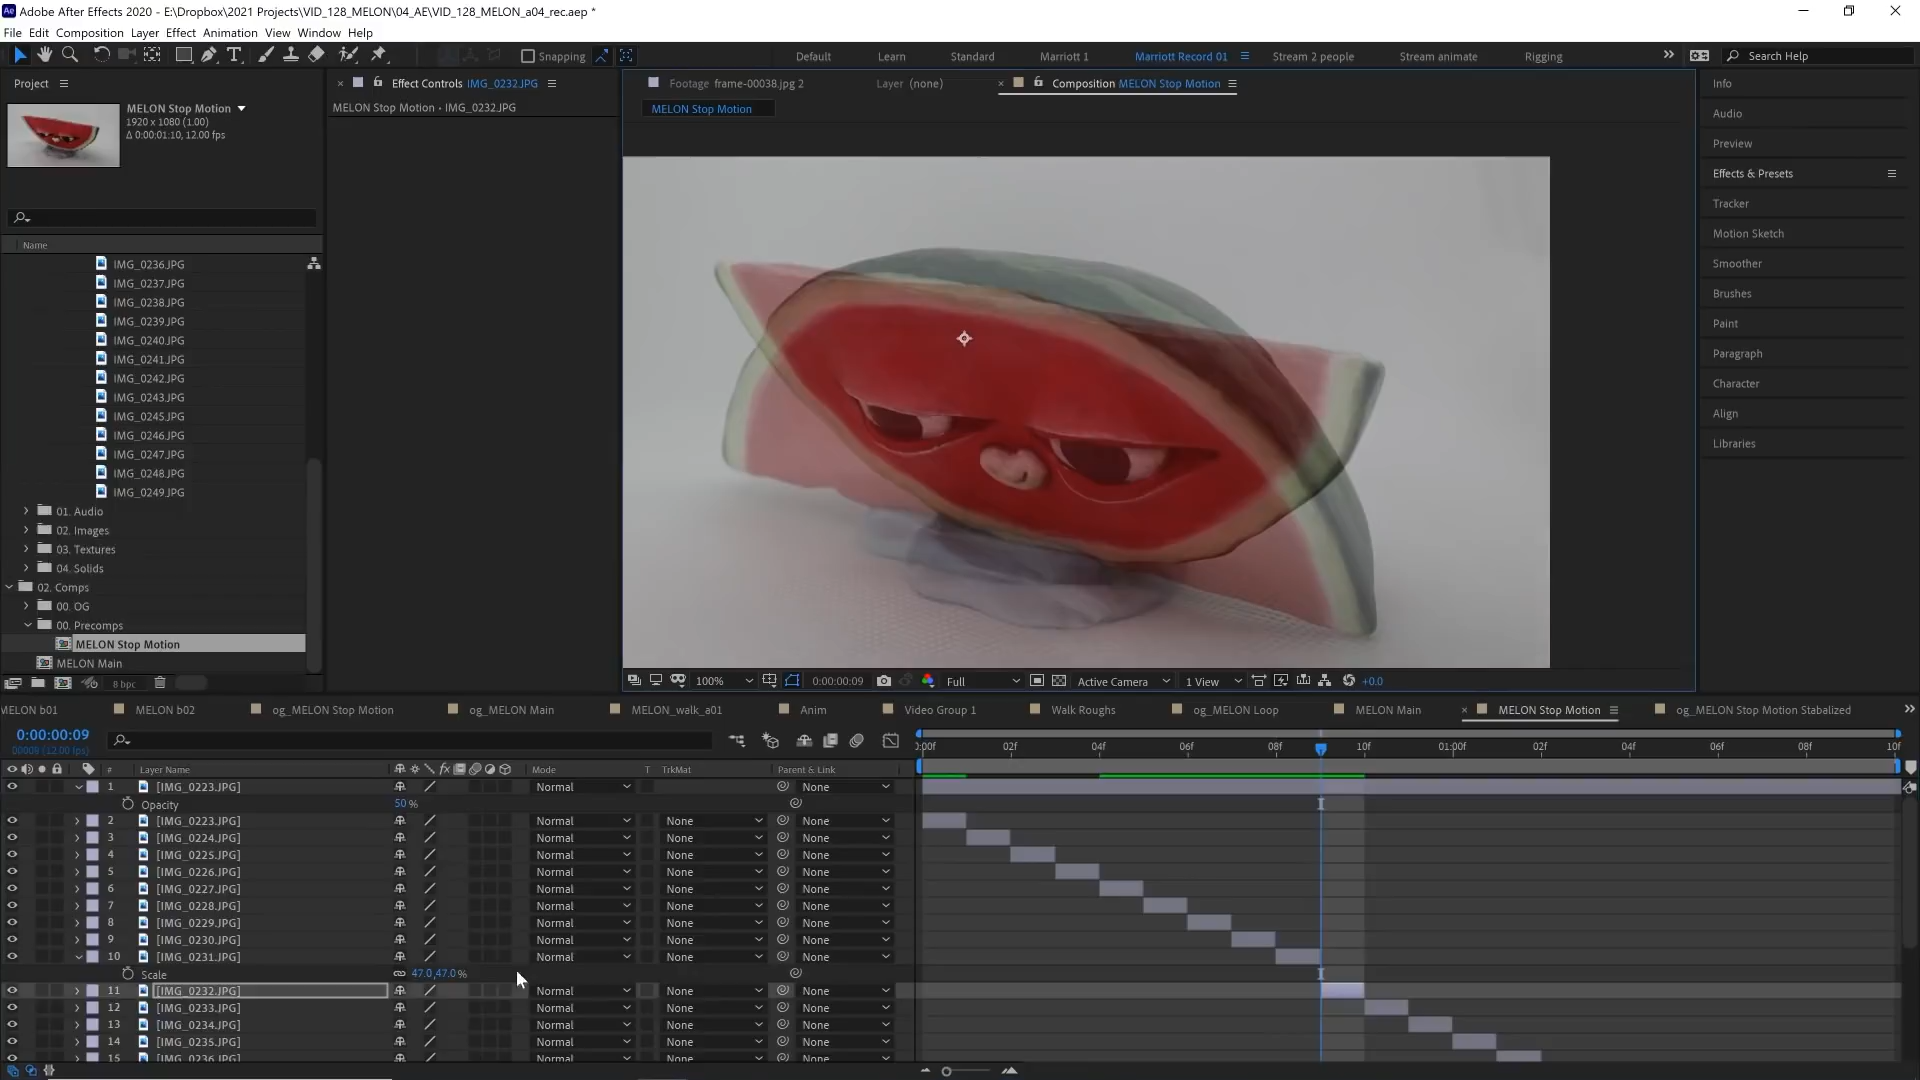 Adobe After Effects 2020 - E:\Dropbox\2021 Projects\VID_128_MELON\04_AE\VID_128_MELON_a04_rec.aep *
File Edit Composition Layer Effect Animation View Window Help
Snapping
Default Learn Standard Marriott 1 Marriott Record 01 Stream 2 people Stream animate Rigging Search Help
Project
Effect Controls IMG_0232.JPG
Footage frame-00038.jpg 2
Layer (none)
Composition MELON Stop Motion
MELON Stop Motion
1920 x 1080 (1.00)
Δ 0:00:01:10, 12.00 fps
MELON Stop Motion • IMG_0232.JPG
MELON Stop Motion
Info
Audio
Preview
Effects & Presets
Tracker
Motion Sketch
Smoother
Brushes
Paint
Paragraph
Character
Align
Libraries
Name
IMG_0236.JPG
IMG_0237.JPG
IMG_0238.JPG
IMG_0239.JPG
IMG_0240.JPG
IMG_0241.JPG
IMG_0242.JPG
IMG_0243.JPG
IMG_0245.JPG
IMG_0246.JPG
IMG_0247.JPG
IMG_0248.JPG
IMG_0249.JPG
01. Audio
02. Images
03. Textures
04. Solids
02. Comps
00. OG
00. Precomps
MELON Stop Motion
MELON Main
8 bpc
100% 0:00:00:09 Full Active Camera 1 View +0.0
MELON b01 MELON b02 og_MELON Stop Motion og_MELON Main MELON_walk_a01 Anim Video Group 1 Walk Roughs og_MELON Loop MELON Main MELON Stop Motion og_MELON Stop Motion Stabalized
0:00:00:09
00009 (12.00 fps)
0:00f 02f 04f 06f 08f 10f 01:00f 02f 04f 06f 08f 10f
# Layer Name fx Mode T TrkMat Parent & Link
1 [IMG_0223.JPG] Normal None
Opacity 50 %
2 [IMG_0223.JPG] Normal None None
3 [IMG_0224.JPG] Normal None None
4 [IMG_0225.JPG] Normal None None
5 [IMG_0226.JPG] Normal None None
6 [IMG_0227.JPG] Normal None None
7 [IMG_0228.JPG] Normal None None
8 [IMG_0229.JPG] Normal None None
9 [IMG_0230.JPG] Normal None None
10 [IMG_0231.JPG] Normal None None
Scale 47.0,47.0 %
11 [IMG_0232.JPG] Normal None None
12 [IMG_0233.JPG] Normal None None
13 [IMG_0234.JPG] Normal None None
14 [IMG_0235.JPG] Normal None None
15 [IMG_0236.JPG] Normal None None